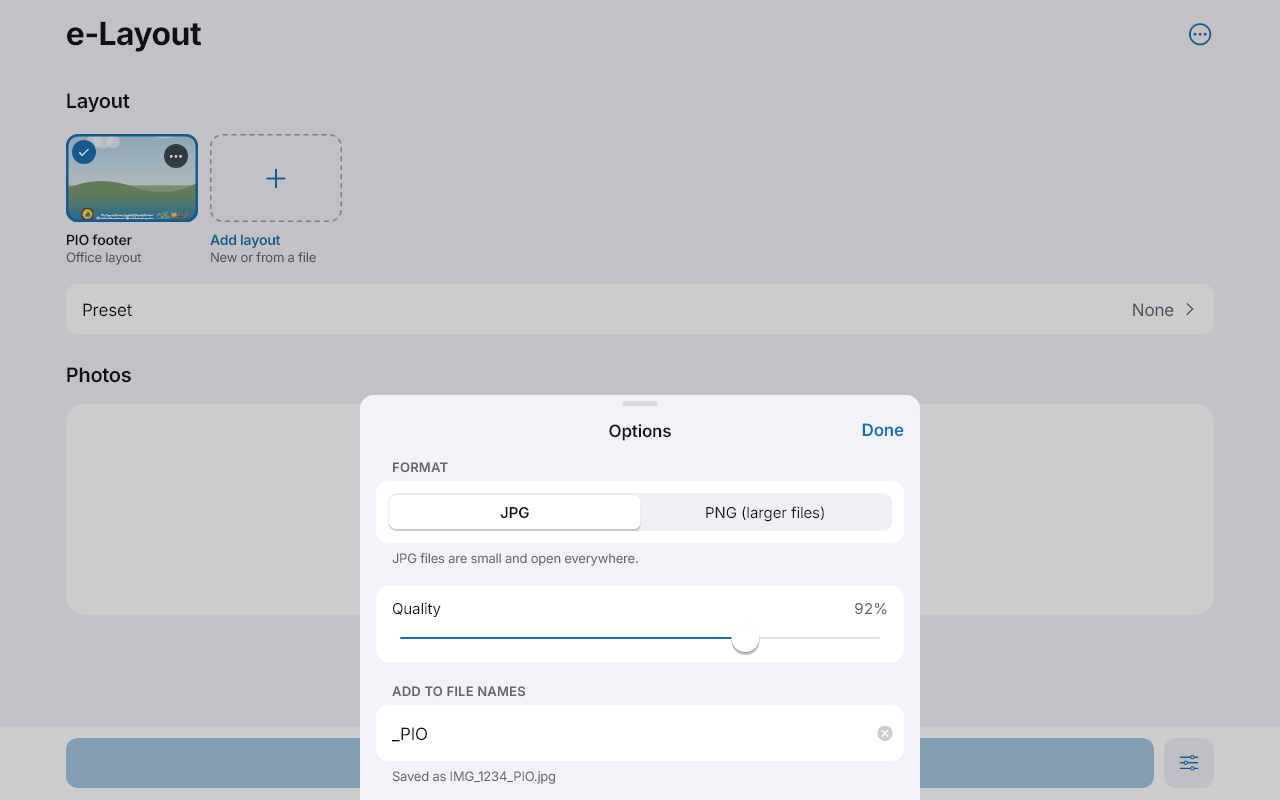 e-Layout
Layout
PIO footer
Office layout
Add layout
New or from a file
Preset
None
Photos
Options
Done
FORMAT
JPG
PNG (larger files)
JPG files are small and open everywhere.
Quality
92%
ADD TO FILE NAMES
_PIO
Saved as IMG_1234_PIO.jpg